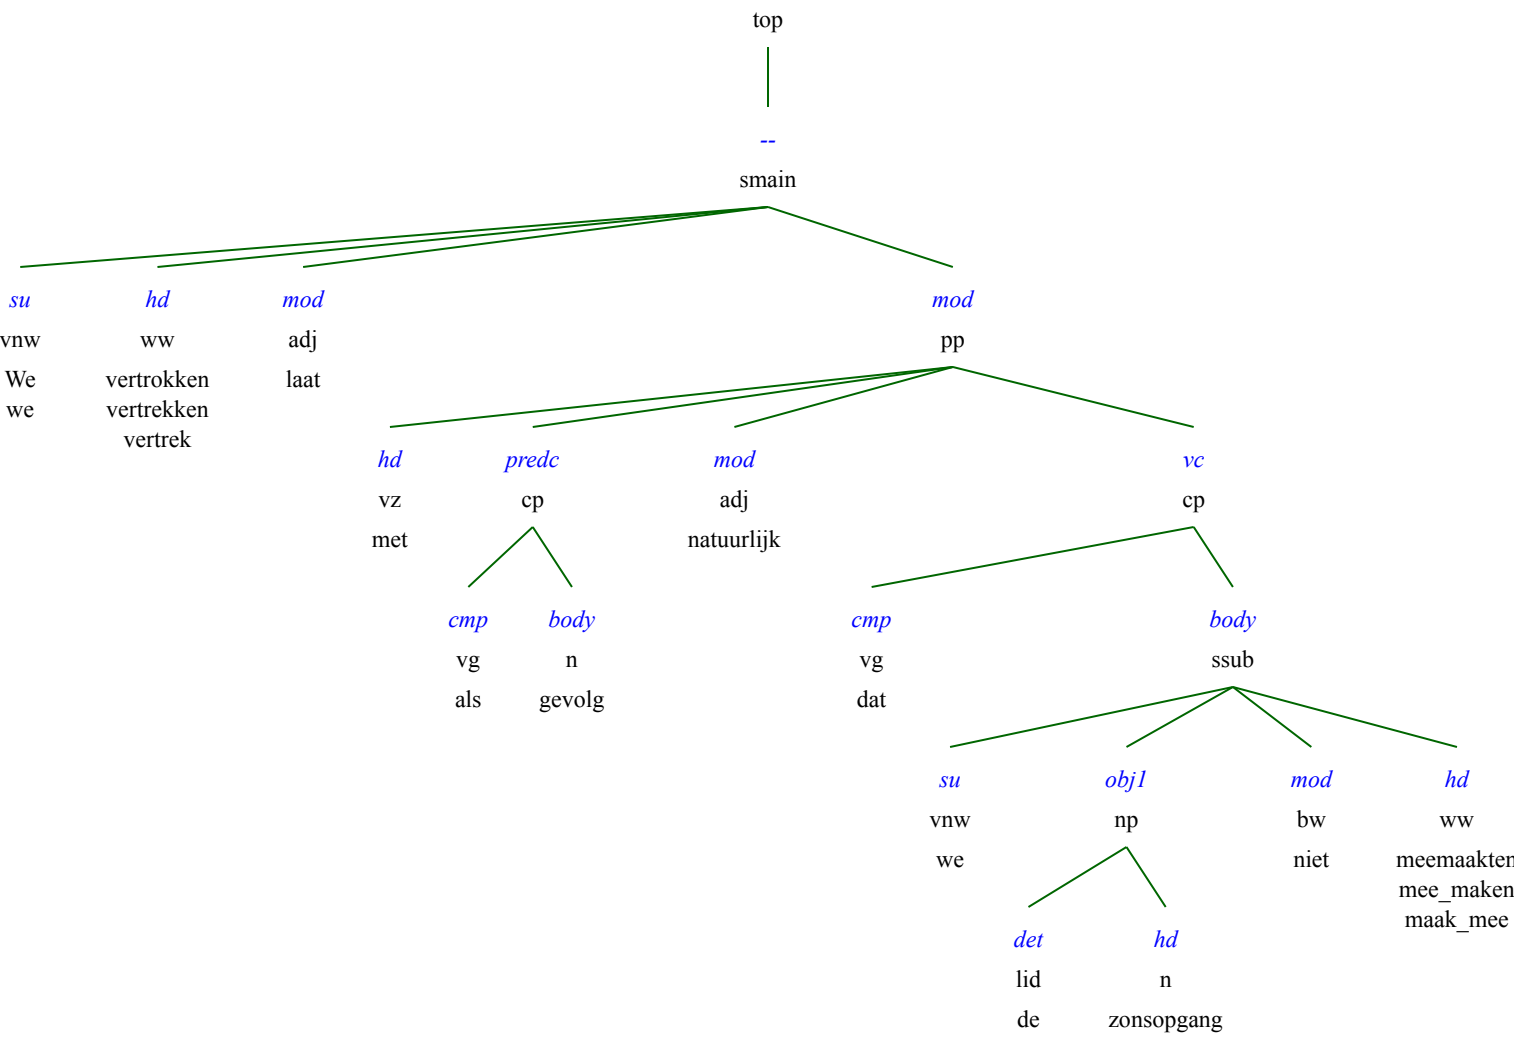 top
--
smain
su hd mod mod
vnw ww adj pp
We vertrokken laat
we vertrekken
vertrek
hd predc mod vc
vz cp adj cp
met natuurlijk
cmp body cmp body
vg n vg ssub
als gevolg dat
su obj1 mod hd
vnw np bw ww
we niet meemaakten
mee_maken
maak_mee
det hd
lid n
de zonsopgang